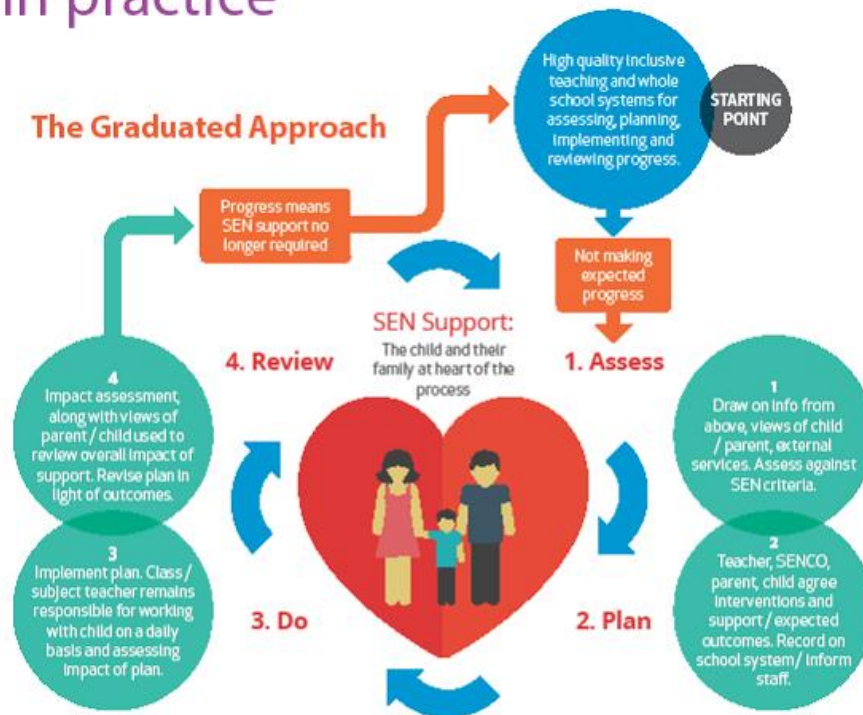 in practice
The Graduated Approach
High quality inclusive
teaching and whole
school systems for
assessing, planning,
implementing and
reviewing progress.
STARTING
POINT
Progress means
SEN support no
longer required
Not making
expected
progress
SEN Support:
The child and their
family at heart of the
process
4. Review
1. Assess
4
Impact assessment,
along with views of
parent / child used to
review overall impact of
support. Revise plan in
light of outcomes.
1
Draw on info from
above, views of child
/ parent, external
services. Assess against
SEN criteria.
3
Implement plan. Class /
subject teacher remains
responsible for working
with child on a daily
basis and assessing
impact of plan.
3. Do
2. Plan
2
Teacher, SENCO,
parent, child agree
interventions and
support / expected
outcomes. Record on
school system / inform
staff.